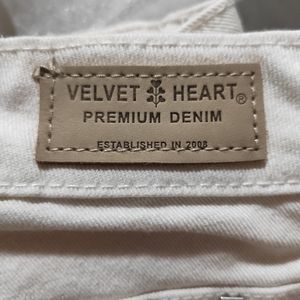 VELVET HEART®
PREMIUM DENIM
ESTABLISHED IN 2008